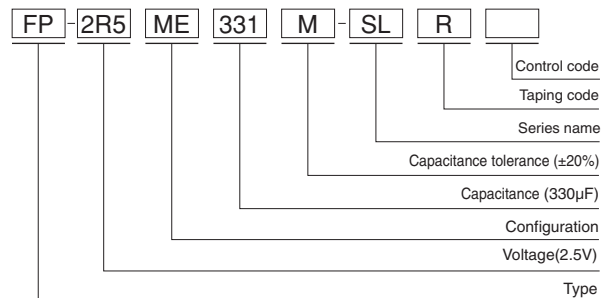 FP-2R5 ME 331 M-SL R
Control code
Taping code
Series name
Capacitance tolerance (±20%)
Capacitance (330µF)
Configuration
Voltage(2.5V)
Type